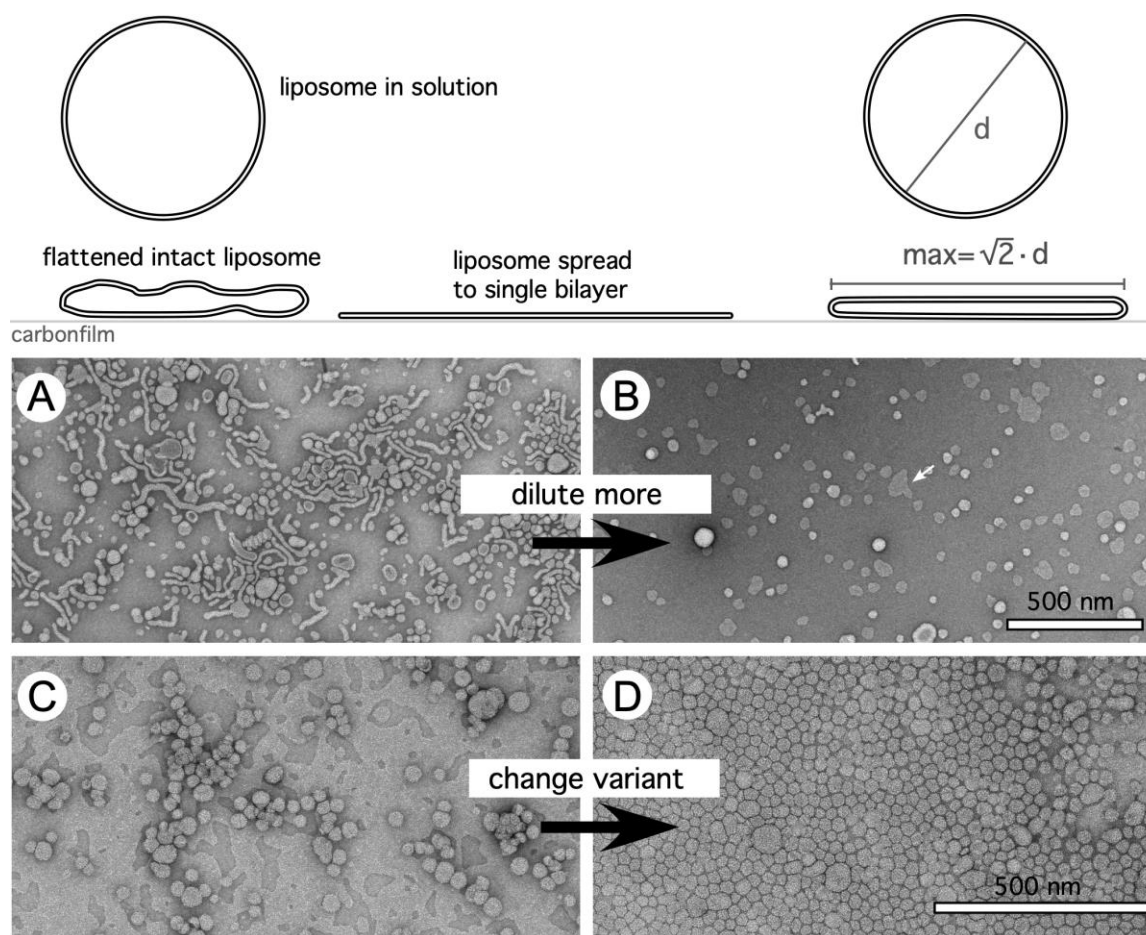 liposome in solution
d
flattened intact liposome
liposome spread
to single bilayer
max=√2·d
carbonfilm
A
B
dilute more
500 nm
C
D
change variant
500 nm